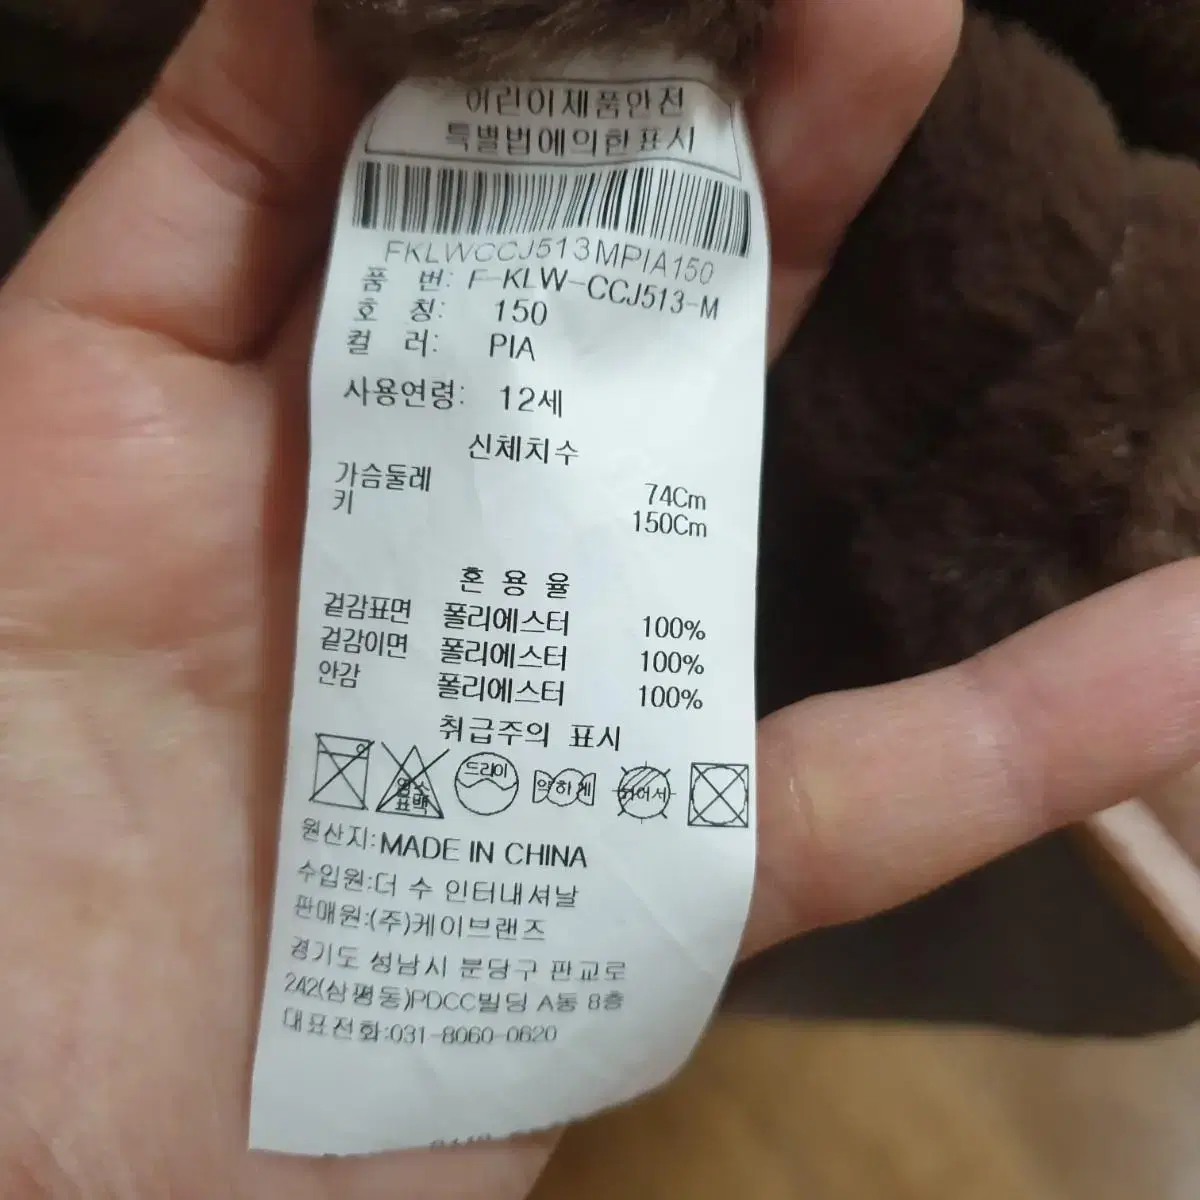 어린이제품안전
특별법에의한표시
FKLWCCJ513MPIA150
품 번: F-KLW-CCJ513-M
호 칭: 150
컬 러: PIA
사용연령: 12세
신체치수
가슴둘레 74Cm
키 150Cm
혼 용 율
겉감표면 폴리에스터 100%
겉감이면 폴리에스터 100%
안감 폴리에스터 100%
취급주의 표시
염소
표백
드라이
약하게
원산지:MADE IN CHINA
수입원:더 수 인터내셔날
판매원:(주)케이브랜즈
경기도 성남시 분당구 판교로
242(삼평동)PDCC빌딩 A동 8층
대표전화:031-8060-0620